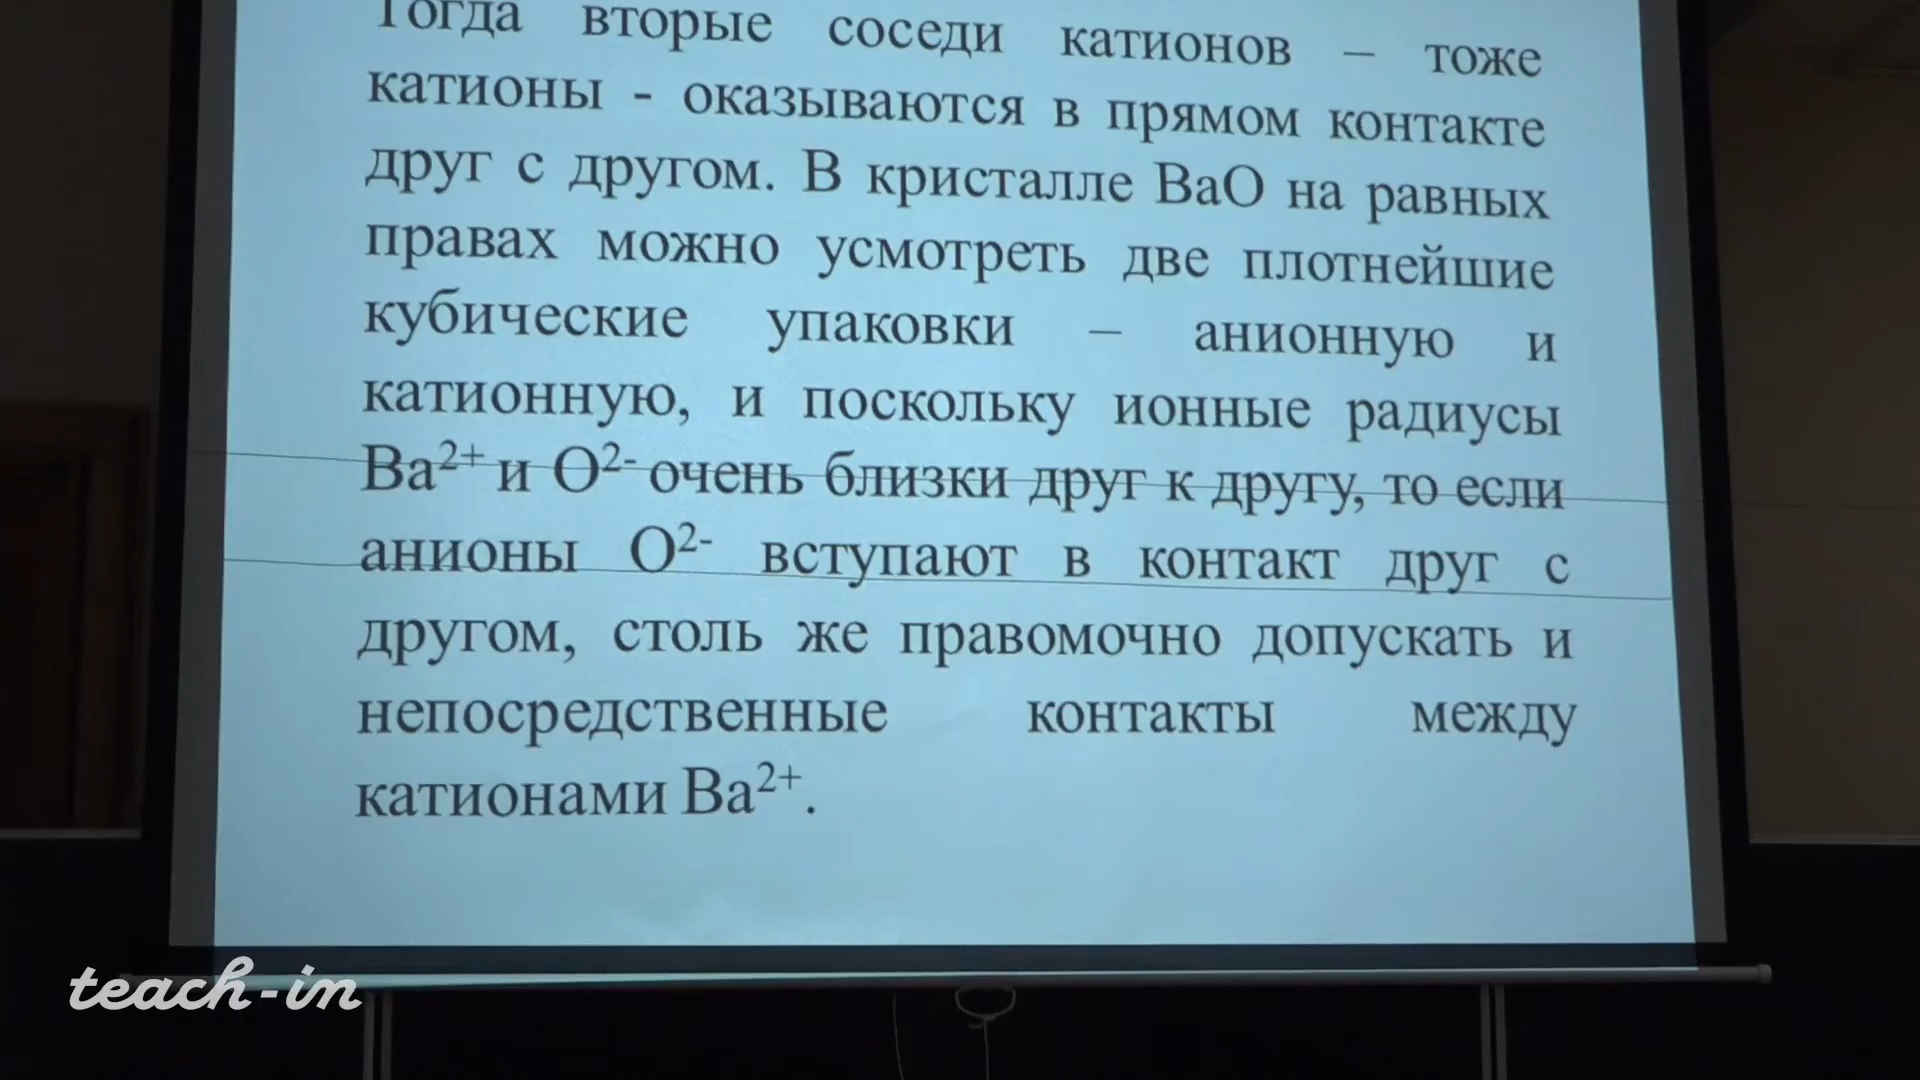 Тогда вторые соседи катионов – тоже
катионы - оказываются в прямом контакте
друг с другом. В кристалле BaO на равных
правах можно усмотреть две плотнейшие
кубические упаковки – анионную и
катионную, и поскольку ионные радиусы
Ba²⁺ и O²⁻ очень близки друг к другу, то если
анионы O²⁻ вступают в контакт друг с
другом, столь же правомочно допускать и
непосредственные контакты между
катионами Ba²⁺.
teach-in